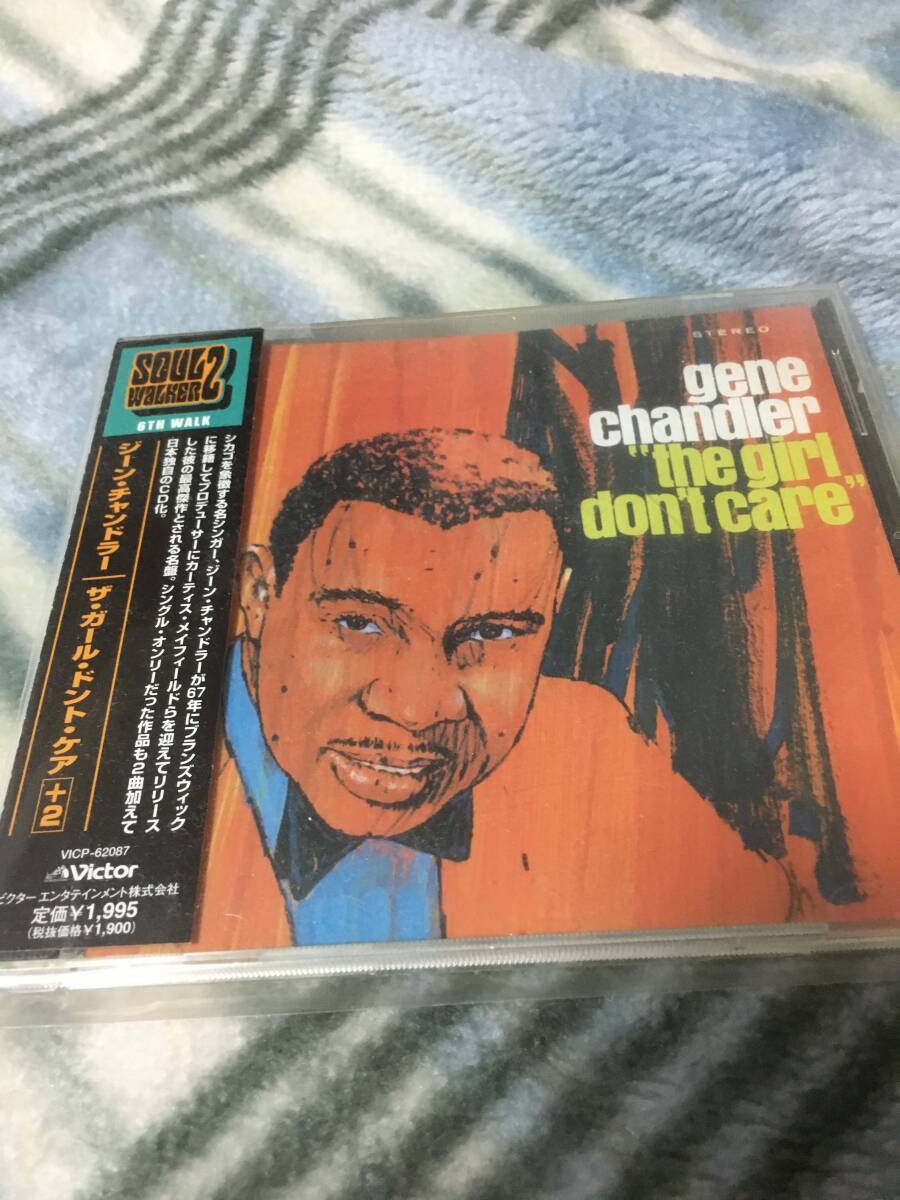 SOUL
WALKER2
6TH WALK
シカゴを象徴する名シンガー、ジーン・チャンドラーが67年にブランズウィック
に移籍してプロデューサーにカーティス・メイフィールドらを迎えてリリース
した彼の最高傑作とされる名盤。シングル・オンリーだった作品も2曲加えて
日本独自のCD化。
ジーン・チャンドラー／ザ・ガール・ドント・ケア +2
VICP-62087
Victor
ビクター エンタテインメント株式会社
定価¥1,995
(税抜価格¥1,900)
STEREO
gene
chandler
"the girl
don't care"